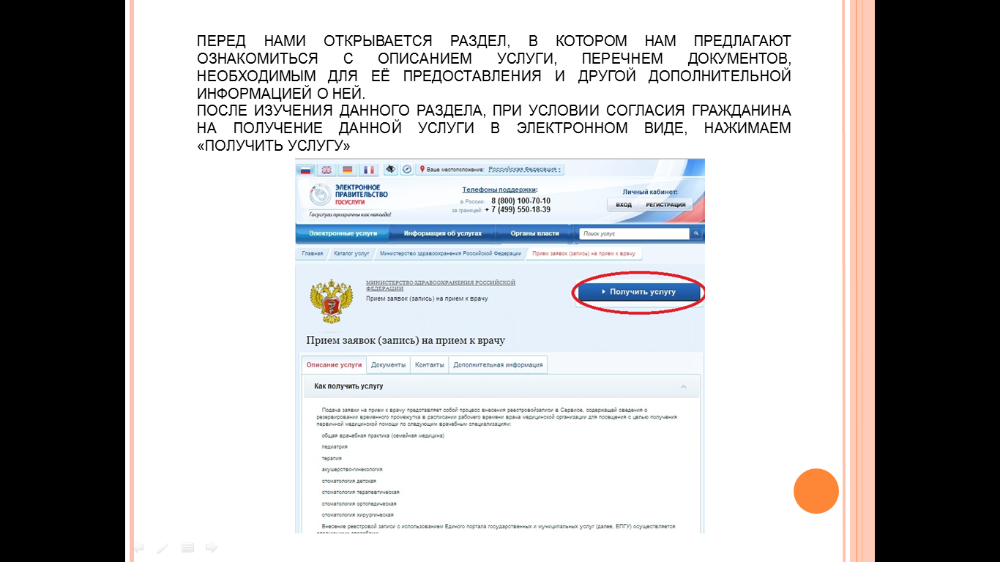 ПЕРЕД НАМИ ОТКРЫВАЕТСЯ РАЗДЕЛ, В КОТОРОМ НАМ ПРЕДЛАГАЮТ
ОЗНАКОМИТЬСЯ С ОПИСАНИЕМ УСЛУГИ, ПЕРЕЧНЕМ ДОКУМЕНТОВ,
НЕОБХОДИМЫМ ДЛЯ ЕЁ ПРЕДОСТАВЛЕНИЯ И ДРУГОЙ ДОПОЛНИТЕЛЬНОЙ
ИНФОРМАЦИЕЙ О НЕЙ.
ПОСЛЕ ИЗУЧЕНИЯ ДАННОГО РАЗДЕЛА, ПРИ УСЛОВИИ СОГЛАСИЯ ГРАЖДАНИНА
НА ПОЛУЧЕНИЕ ДАННОЙ УСЛУГИ В ЭЛЕКТРОННОМ ВИДЕ, НАЖИМАЕМ
«ПОЛУЧИТЬ УСЛУГУ»
Ваше местоположение: Российская Федерация
ЭЛЕКТРОННОЕ
ПРАВИТЕЛЬСТВО
ГОСУСЛУГИ
Госуслуги прозрачны как никогда!
Телефоны поддержки:
в России: 8 (800) 100-70-10
за границей: + 7 (499) 550-18-39
Личный кабинет:
ВХОД РЕГИСТРАЦИЯ
Электронные услуги Информация об услугах Органы власти Поиск услуг
Главная Каталог услуг Министерство здравоохранения Российской Федерации Прием заявок (запись) на прием к врачу
МИНИСТЕРСТВО ЗДРАВООХРАНЕНИЯ РОССИЙСКОЙ
ФЕДЕРАЦИИ
Прием заявок (запись) на прием к врачу
Получить услугу
Прием заявок (запись) на прием к врачу
Описание услуги Документы Контакты Дополнительная информация
Как получить услугу
Подача заявки на прием к врачу представляет собой процесс внесения реестровойзаписи в Сервисе, содержащей сведения о
резервировании временного промежутка в расписании рабочего времени врача медицинской организации для посещения с целью получения
первичной медицинской помощи по следующим врачебным специализациям:
общая врачебная практика (семейная медицина)
педиатрия
терапия
акушерство-гинекология
стоматология детская
стоматология терапевтическая
стоматология ортопедическая
стоматология хирургическая
Внесение реестровой записи с использованием Единого портала государственных и муниципальных услуг (далее, ЕПГУ) осуществляется